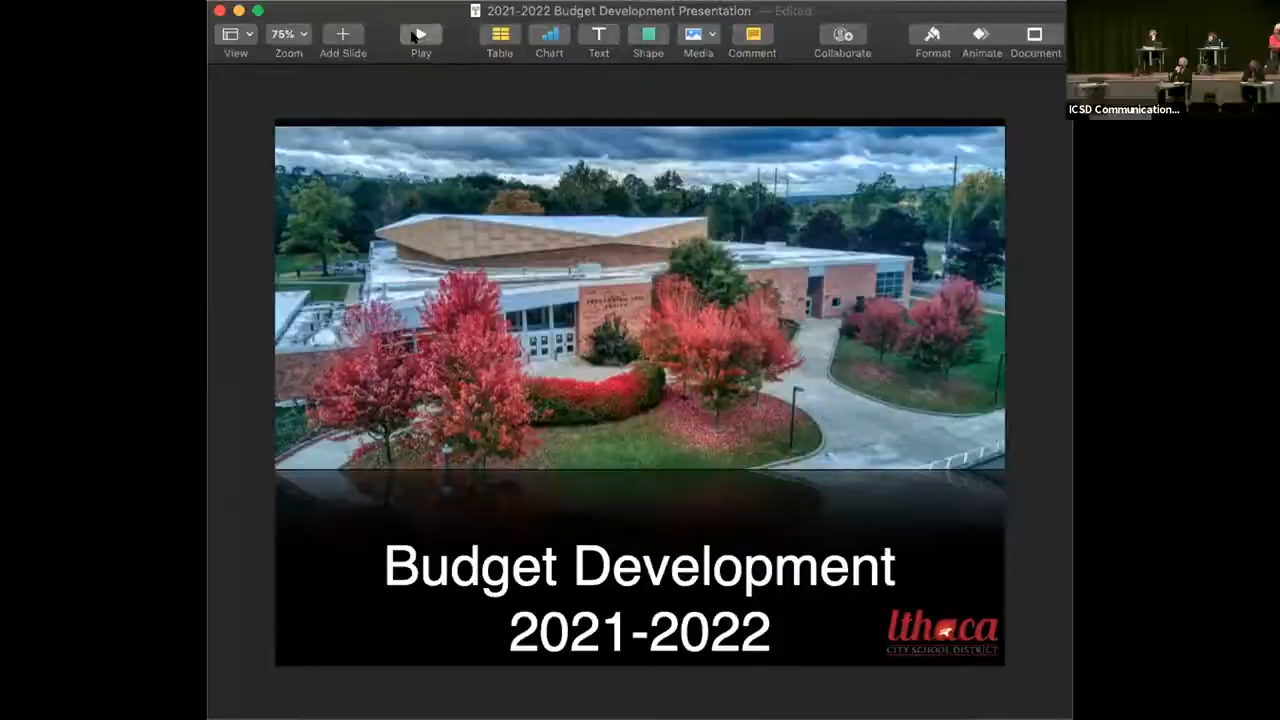 2021-2022 Budget Development Presentation — Edited
75%
View
Zoom
Add Slide
Play
Table
Chart
Text
Shape
Media
Comment
Collaborate
Format
Animate
Document
ICSD Communication...
Budget Development
2021-2022
Ithaca
CITY SCHOOL DISTRICT